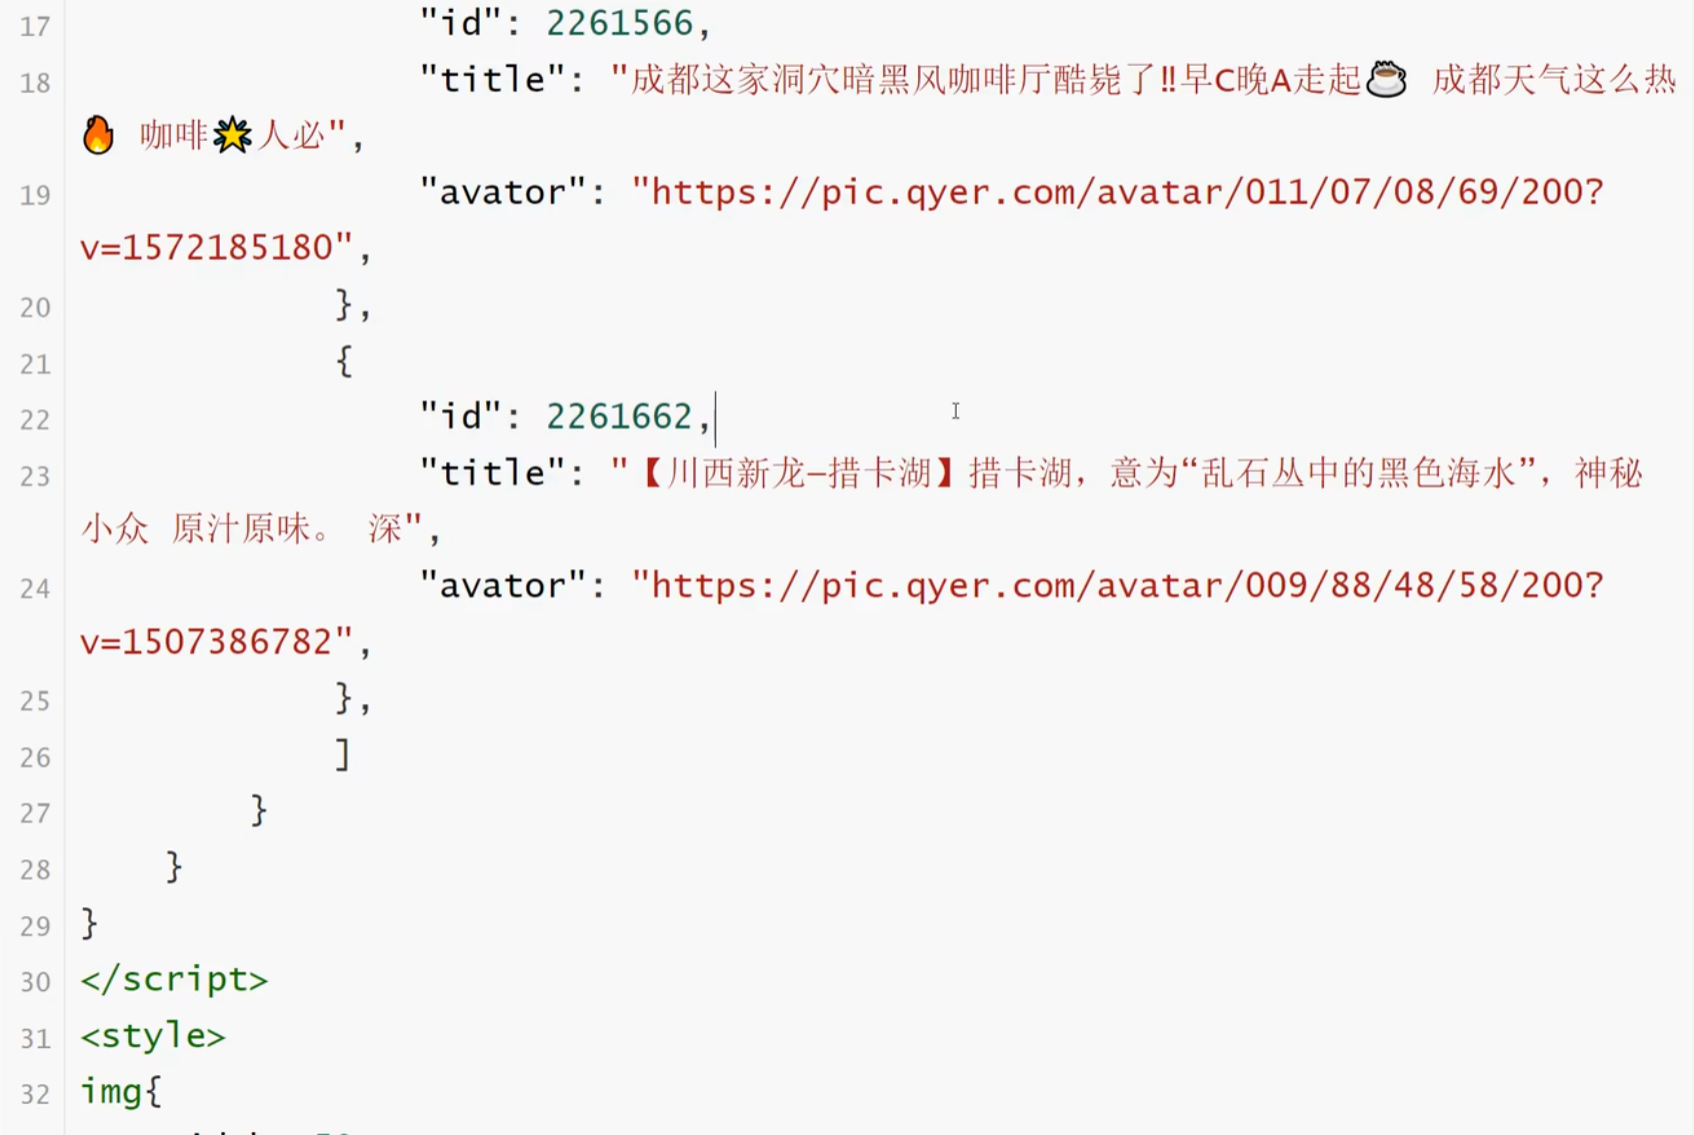 17 "id": 2261566,
18 "title": "成都这家洞穴暗黑风咖啡厅酷毙了‼️早C晚A走起☕️ 成都天气这么热
🔥 咖啡🌟人必",
19 "avator": "https://pic.qyer.com/avatar/011/07/08/69/200?
v=1572185180",
20 },
21 {
22 "id": 2261662,
23 "title": "【川西新龙—措卡湖】措卡湖，意为“乱石丛中的黑色海水”，神秘
小众 原汁原味。 深",
24 "avator": "https://pic.qyer.com/avatar/009/88/48/58/200?
v=1507386782",
25 },
26 ]
27 }
28 }
29 }
30 </script>
31 <style>
32 img{